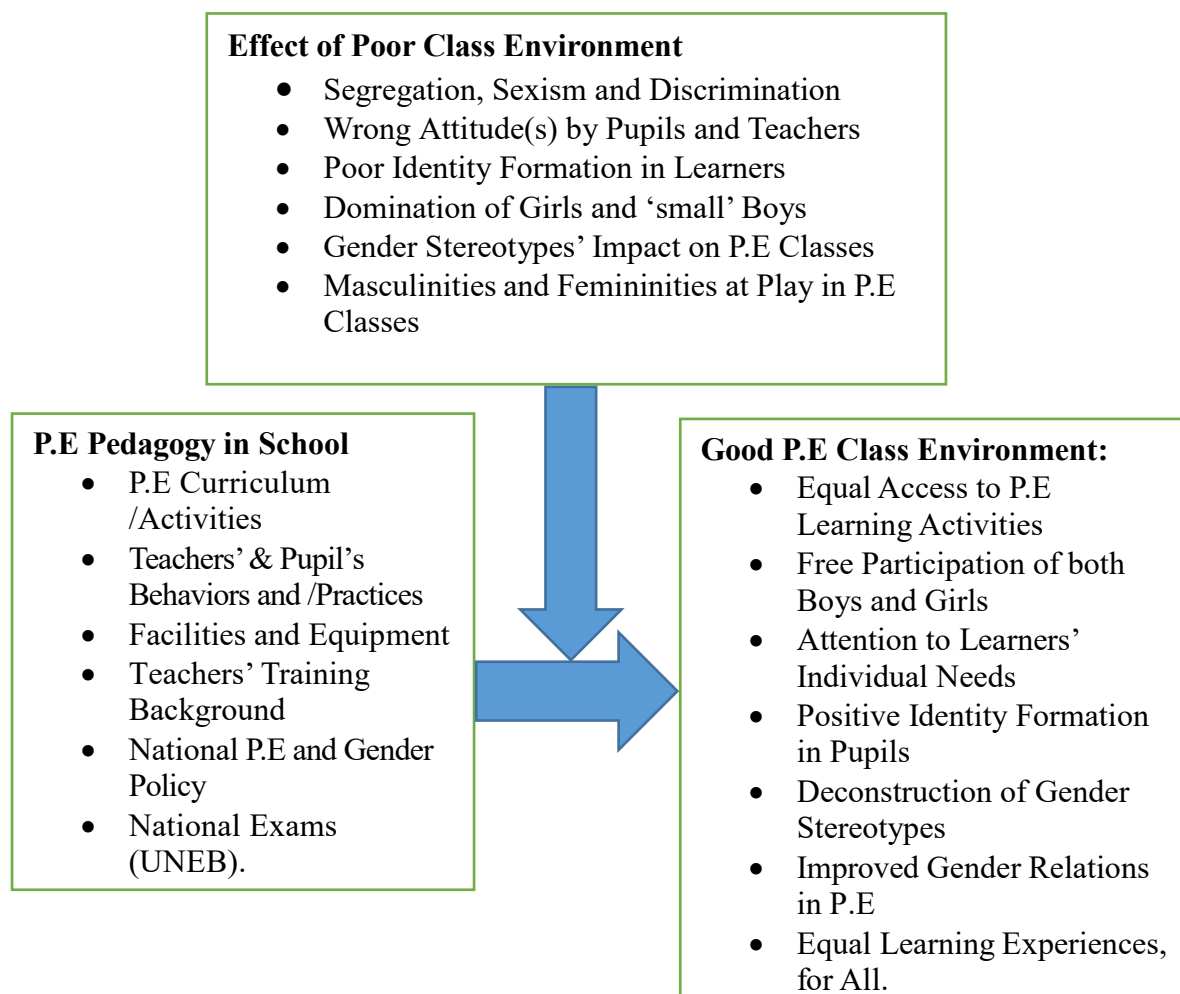 Effect of Poor Class Environment
• Segregation, Sexism and Discrimination
• Wrong Attitude(s) by Pupils and Teachers
• Poor Identity Formation in Learners
• Domination of Girls and ‘small’ Boys
• Gender Stereotypes’ Impact on P.E Classes
• Masculinities and Femininities at Play in P.E
Classes
P.E Pedagogy in School
• P.E Curriculum
/Activities
• Teachers’ & Pupil’s
Behaviors and /Practices
• Facilities and Equipment
• Teachers’ Training
Background
• National P.E and Gender
Policy
• National Exams
(UNEB).
Good P.E Class Environment:
• Equal Access to P.E
Learning Activities
• Free Participation of both
Boys and Girls
• Attention to Learners’
Individual Needs
• Positive Identity Formation
in Pupils
• Deconstruction of Gender
Stereotypes
• Improved Gender Relations
in P.E
• Equal Learning Experiences,
for All.